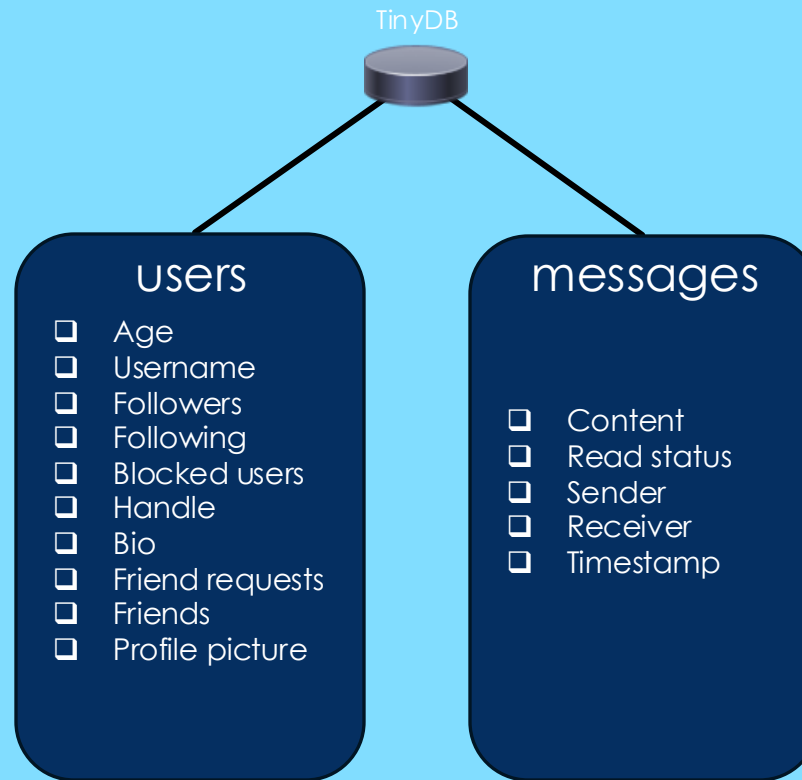 TinyDB
users
Age
Username
Followers
Following
Blocked users
Handle
Bio
Friend requests
Friends
Profile picture
messages
Content
Read status
Sender
Receiver
Timestamp